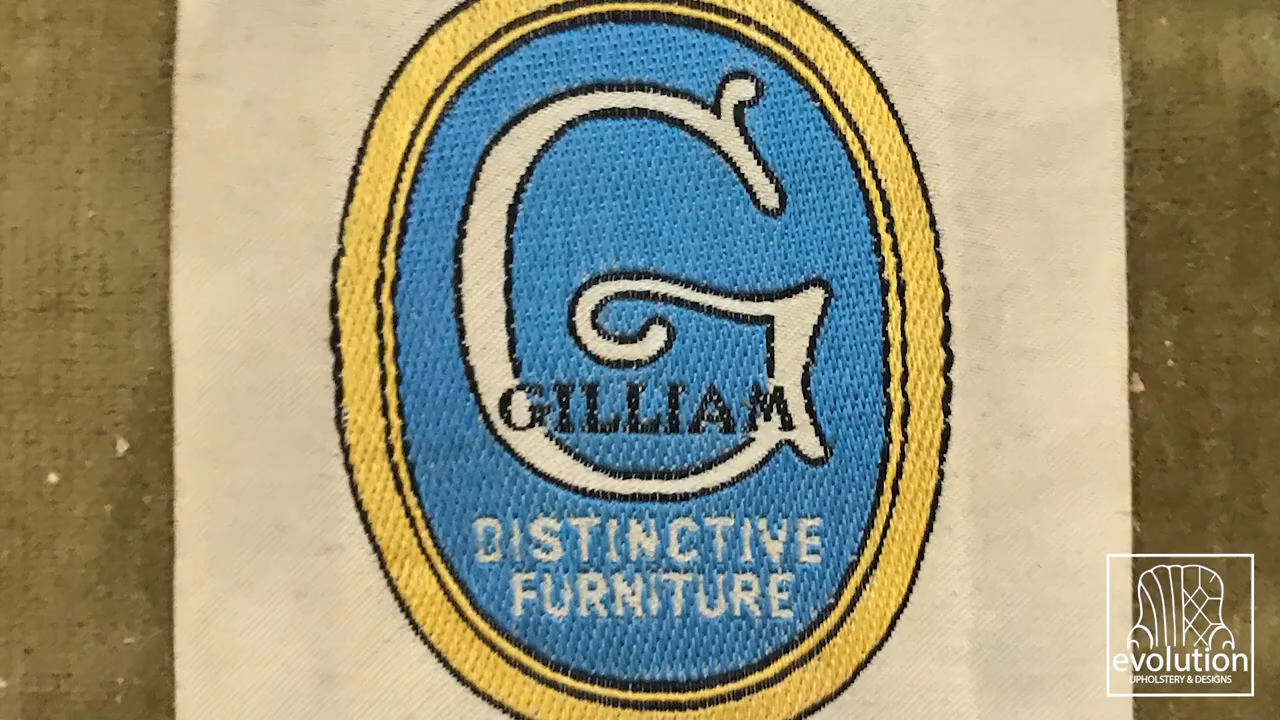 G
GILLIAM
DISTINCTIVE
FURNITURE
evolution
UPHOLSTERY & DESIGNS